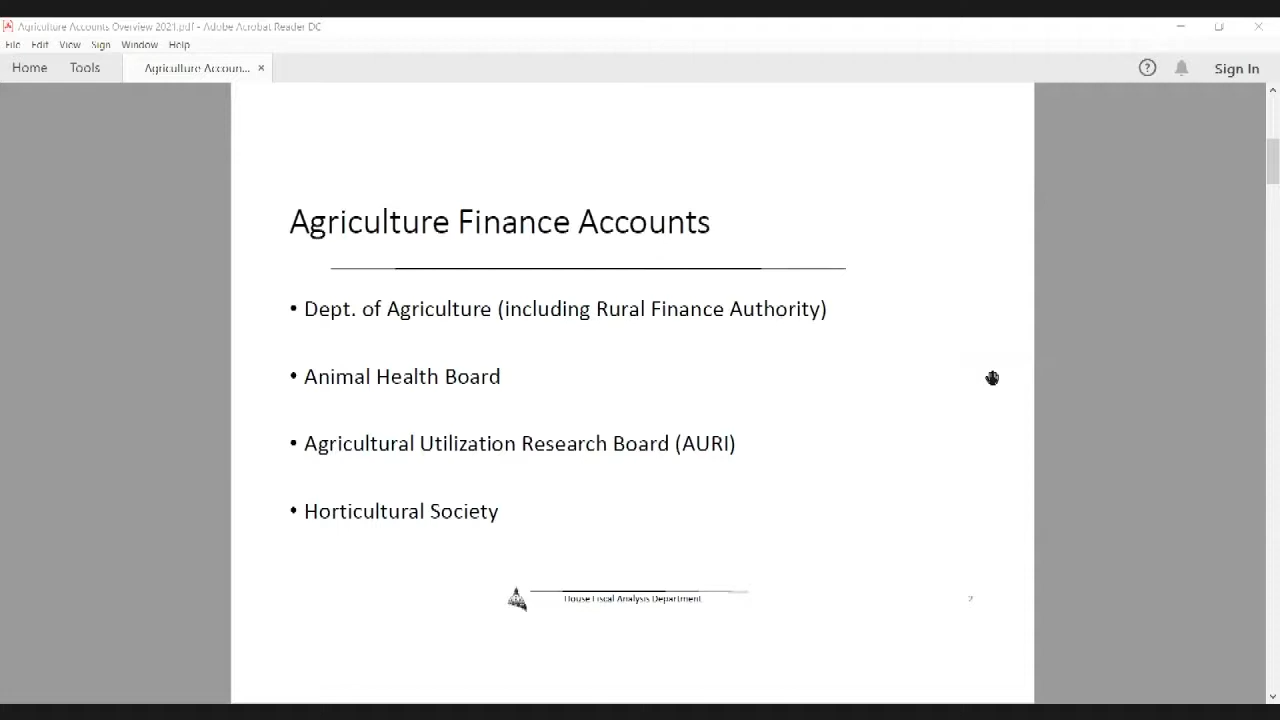 Agriculture Accounts Overview 2021.pdf - Adobe Acrobat Reader DC
File Edit View Sign Window Help
Home Tools Agriculture Accoun... × ? Sign In
Agriculture Finance Accounts
• Dept. of Agriculture (including Rural Finance Authority)
• Animal Health Board
• Agricultural Utilization Research Board (AURI)
• Horticultural Society
House Fiscal Analysis Department
2